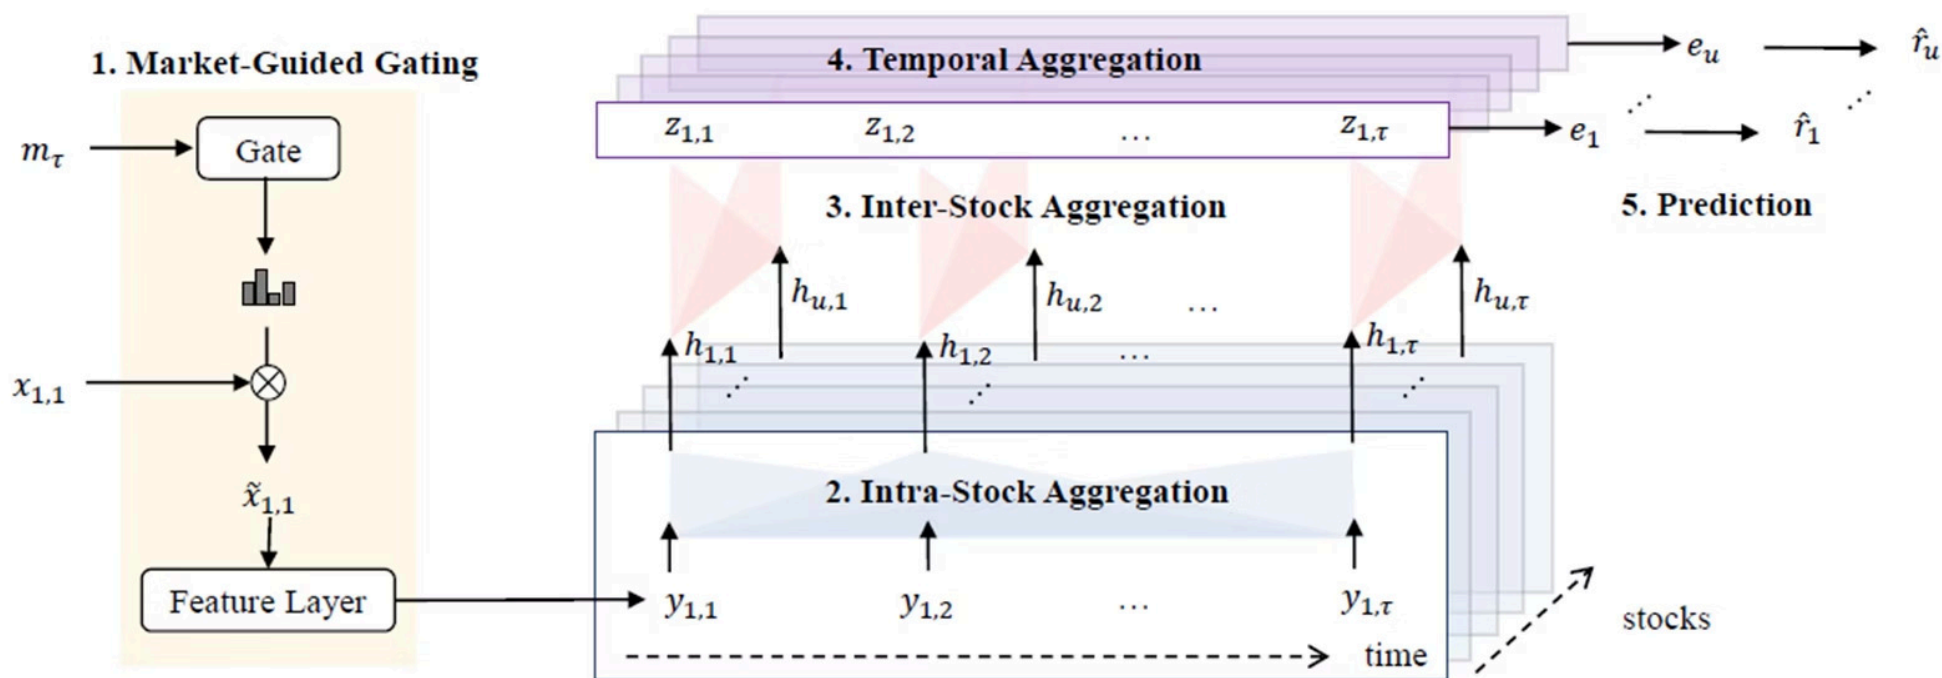 1. Market-Guided Gating
m_τ
Gate
x_{1,1}
x̃_{1,1}
Feature Layer
4. Temporal Aggregation
z_{1,1} z_{1,2} … z_{1,τ}
e_u r̂_u
e_1 r̂_1
3. Inter-Stock Aggregation
5. Prediction
h_{u,1} h_{u,2} … h_{u,τ}
h_{1,1} h_{1,2} … h_{1,τ}
2. Intra-Stock Aggregation
y_{1,1} y_{1,2} … y_{1,τ}
time
stocks